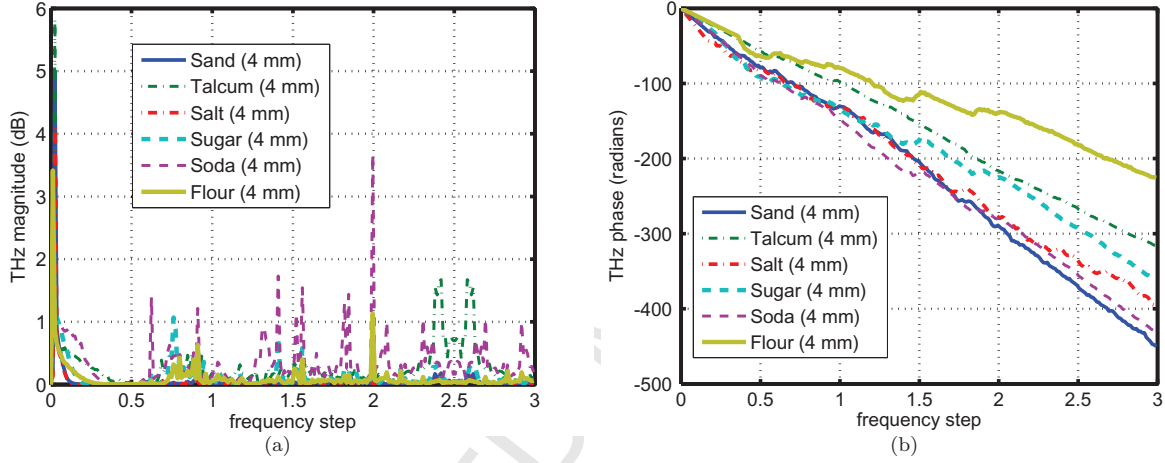 6
5
4
3
2
1
0
THz magnitude (dB)
Sand (4 mm)
Talcum (4 mm)
Salt (4 mm)
Sugar (4 mm)
Soda (4 mm)
Flour (4 mm)
0 0.5 1 1.5 2 2.5 3
frequency step
(a)
0
-100
-200
-300
-400
-500
THz phase (radians)
Sand (4 mm)
Talcum (4 mm)
Salt (4 mm)
Sugar (4 mm)
Soda (4 mm)
Flour (4 mm)
0 0.5 1 1.5 2 2.5 3
frequency step
(b)